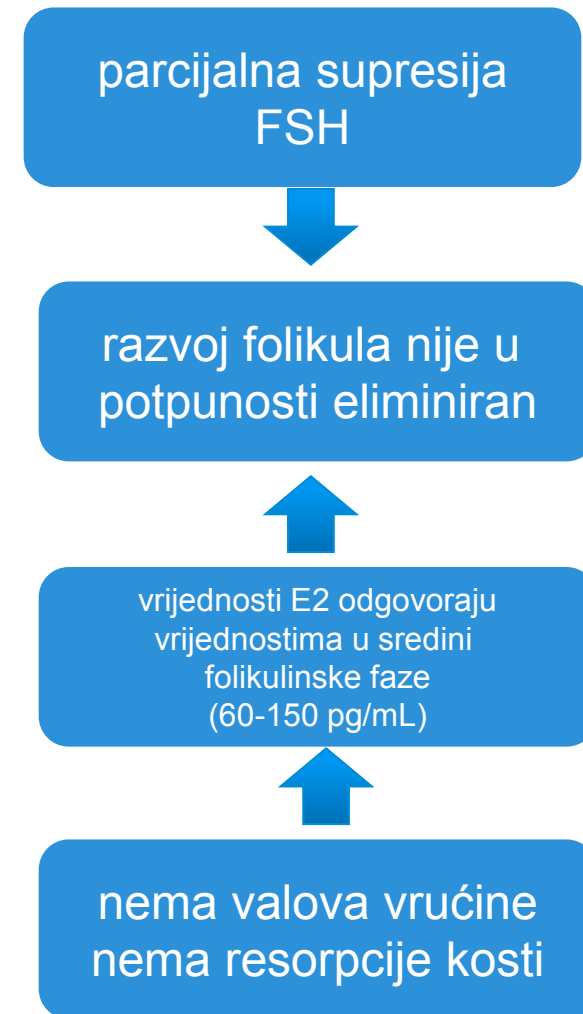 parcijalna supresija
FSH
razvoj folikula nije u
potpunosti eliminiran
vrijednosti E2 odgovoraju
vrijednostima u sredini
folikulinske faze
(60-150 pg/mL)
nema valova vrućine
nema resorpcije kosti